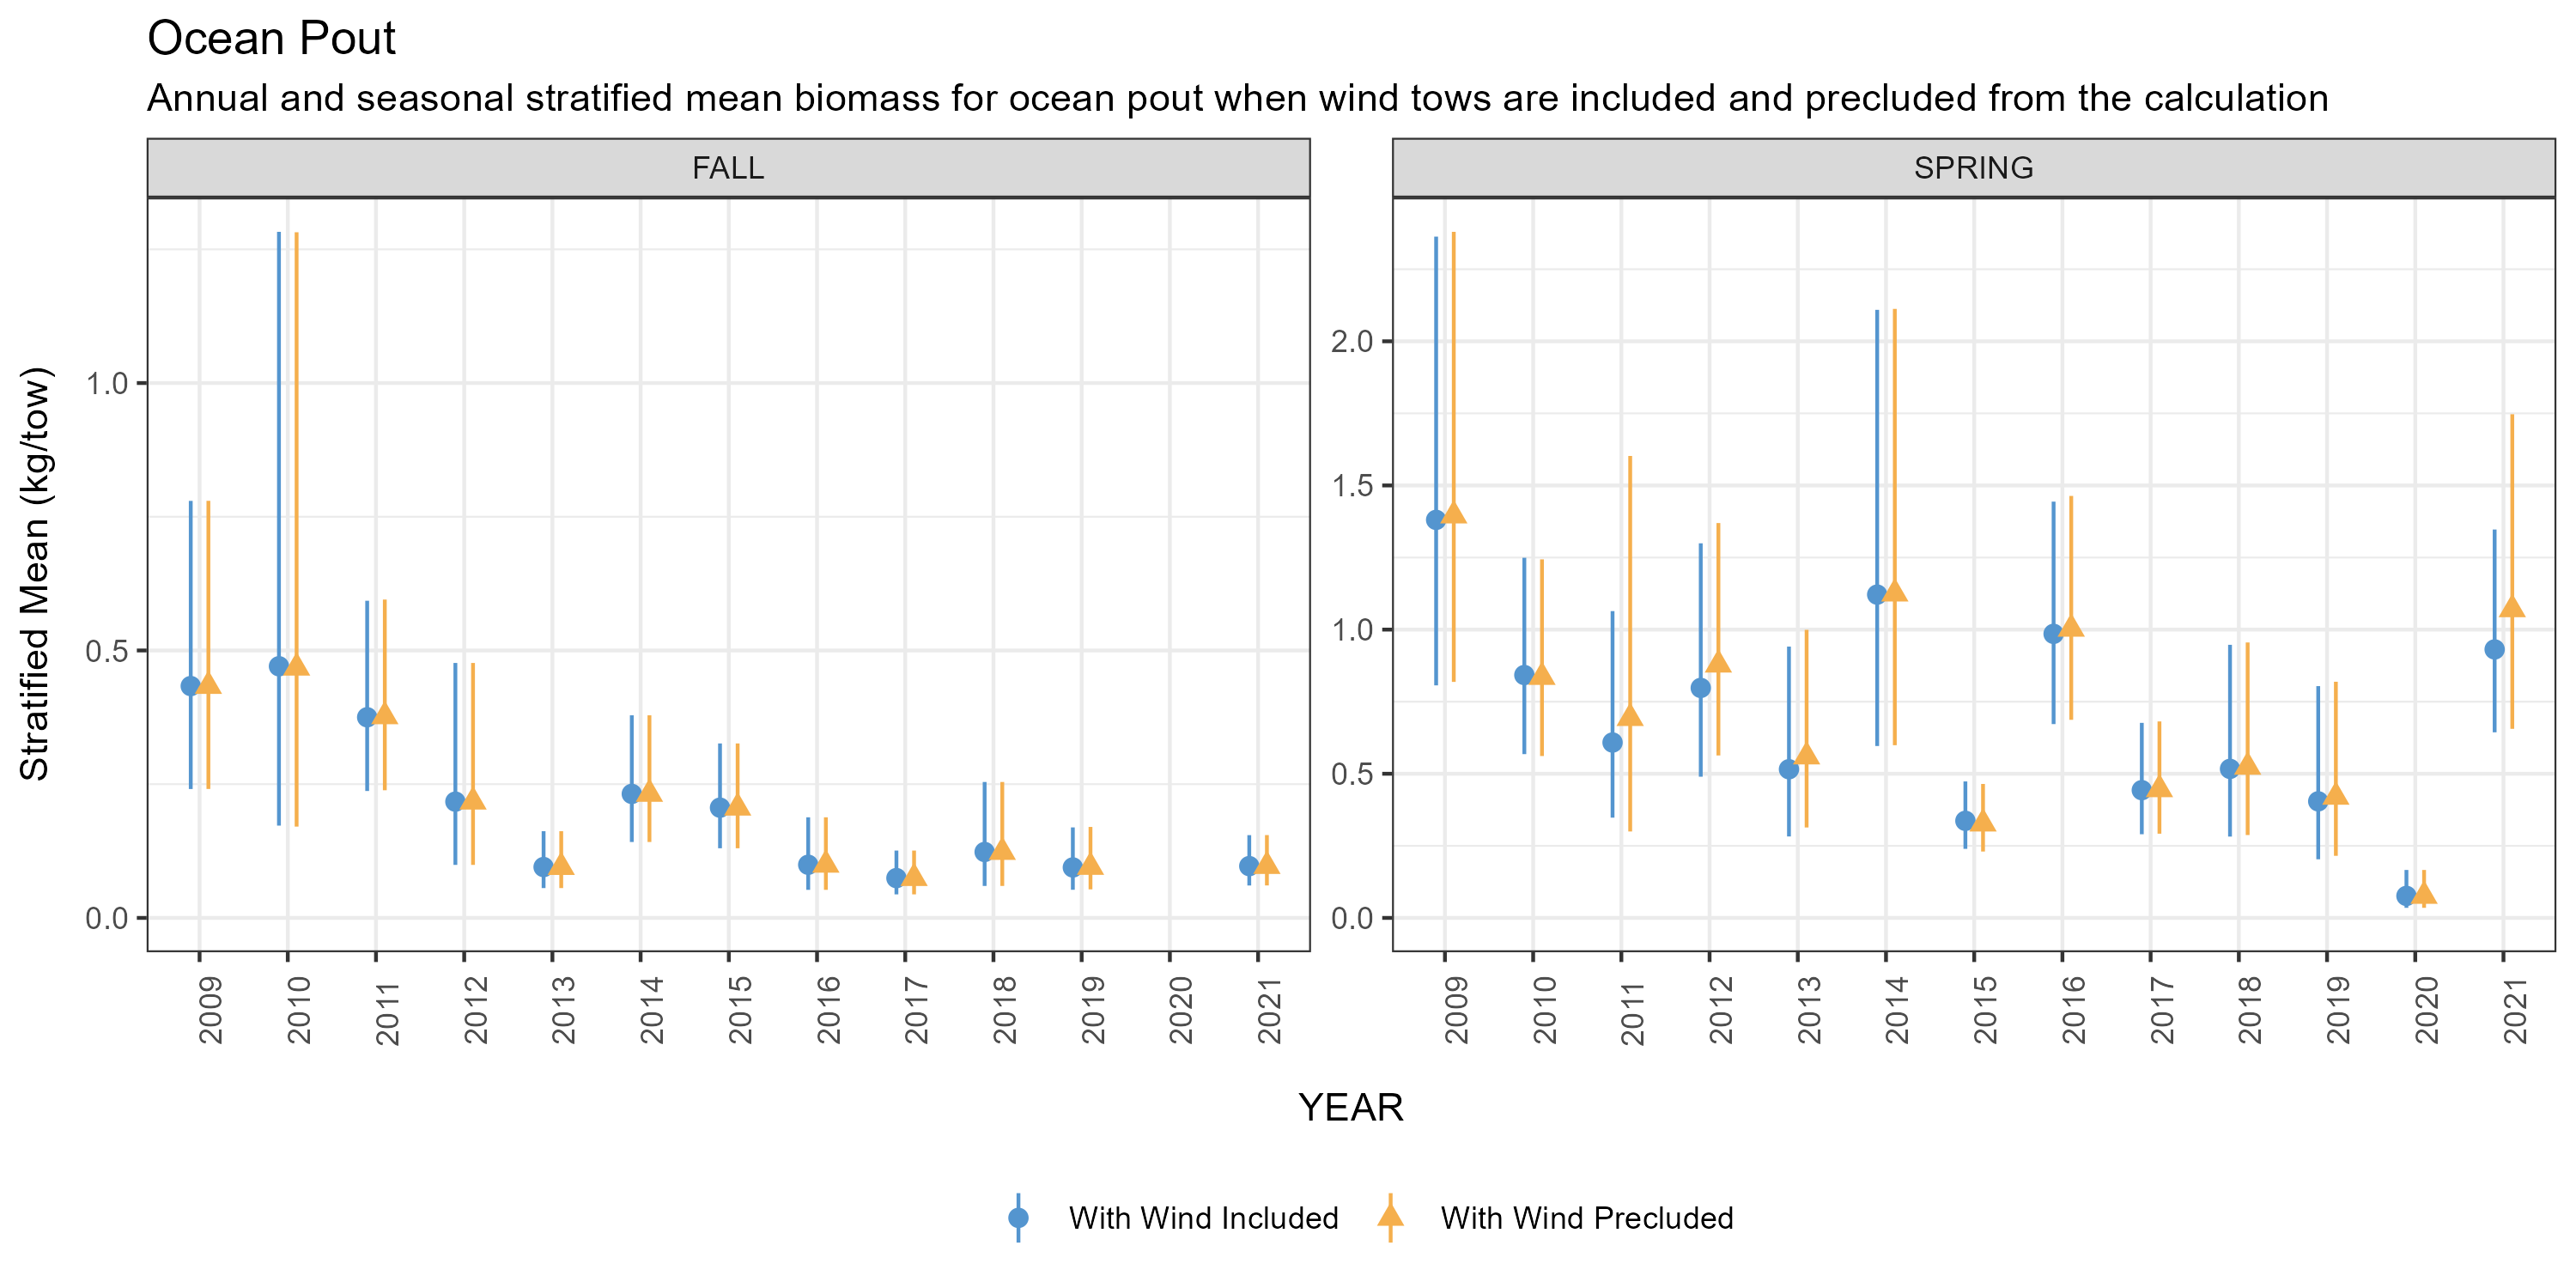 Ocean Pout
Annual and seasonal stratified mean biomass for ocean pout when wind tows are included and precluded from the calculation
FALL
SPRING
Stratified Mean (kg/tow)
1.0
0.5
0.0
2.0
1.5
1.0
0.5
0.0
2009 2010 2011 2012 2013 2014 2015 2016 2017 2018 2019 2020 2021
2009 2010 2011 2012 2013 2014 2015 2016 2017 2018 2019 2020 2021
YEAR
With Wind Included
With Wind Precluded